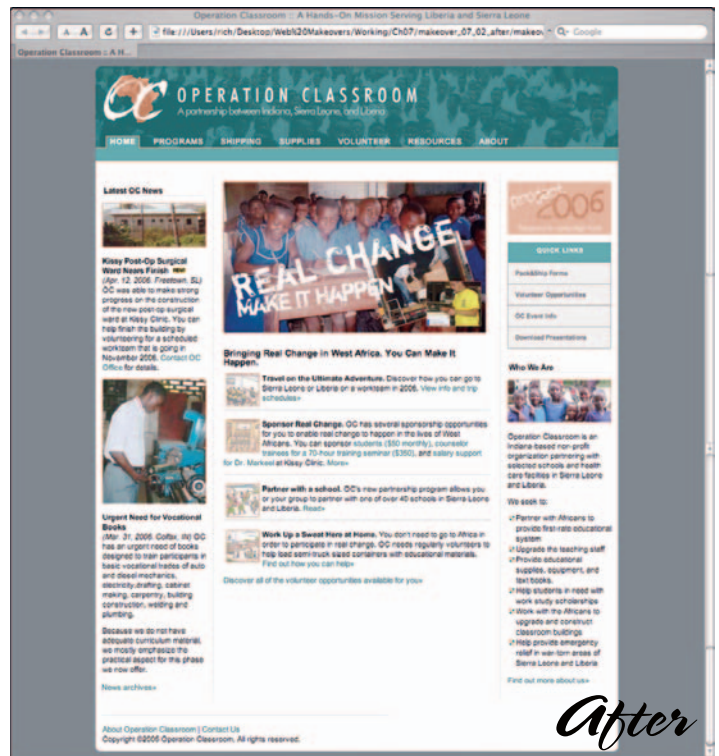 Operation Classroom :: A Hands-On Mission Serving Liberia and Sierra Leone
A A
file:///Users/rich/Desktop/Web%20Makeovers/Working/Ch07/makeover_07_02_after/makeov
Google
Operation Classroom :: A H...
OC OPERATION CLASSROOM
A partnership between Indiana, Sierra Leone, and Liberia
HOME PROGRAMS SHIPPING SUPPLIES VOLUNTEER RESOURCES ABOUT
Latest OC News
Kissy Post-Op Surgical
Ward Nears Finish NEW
(Apr. 12, 2006. Freetown, SL)
OC was able to make strong
progress on the construction
of the new post-op surgical
ward at Kissy Clinic. You can
help finish the building by
volunteering for a scheduled
workteam that is going in
November 2006. Contact OC
Office for details.
Urgent Need for Vocational
Books
(Mar. 31, 2006. Colfax, IN) OC
has an urgent need of books
designed to train participants in
basic vocational trades of auto
and diesel mechanics,
electricity,drafting, cabinet
making, carpentry, building
construction, welding and
plumbing.
Because we do not have
adequate curriculum material,
we mostly emphasize the
practical aspect for this phase
we now offer.
News archives»
REAL CHANGE
MAKE IT HAPPEN
Bringing Real Change in West Africa. You Can Make It
Happen.
Travel on the Ultimate Adventure. Discover how you can go to
Sierra Leone or Liberia on a workteam in 2006. View info and trip
schedules»
Sponsor Real Change. OC has several sponsorship opportunities
for you to enable real change to happen in the lives of West
Africans. You can sponsor students ($50 monthly), counselor
trainees for a 70-hour training seminar ($350), and salary support
for Dr. Markewi at Kissy Clinic. More»
Partner with a school. OC's new partnership program allows you
or your group to partner with one of over 40 schools in Sierra Leone
and Liberia. Read»
Work Up a Sweat Here at Home. You don't need to go to Africa in
order to participate in real change. OC needs regularly volunteers to
help load semi-truck sized containers with educational materials.
Find out how you can help»
Discover all of the volunteer opportunities available for you»
project
2006
QUICK LINKS
Pack&Ship Forms
Volunteer Opportunities
OC Event Info
Download Presentations
Who We Are
Operation Classroom is an
Indiana-based non-profit
organization partnering with
selected schools and health
care facilities in Sierra Leone
and Liberia.
We seek to:
Partner with Africans to
provide first-rate educational
system
Upgrade the teaching staff
Provide educational
supplies, equipment, and
text books.
Help students in need with
work study scholarships
Work with the Africans to
upgrade and construct
classroom buildings
Help provide emergency
relief in war-torn areas of
Sierra Leone and Liberia
Find out more about us»
About Operation Classroom | Contact Us
Copyright ©2006 Operation Classroom. All rights reserved.
After